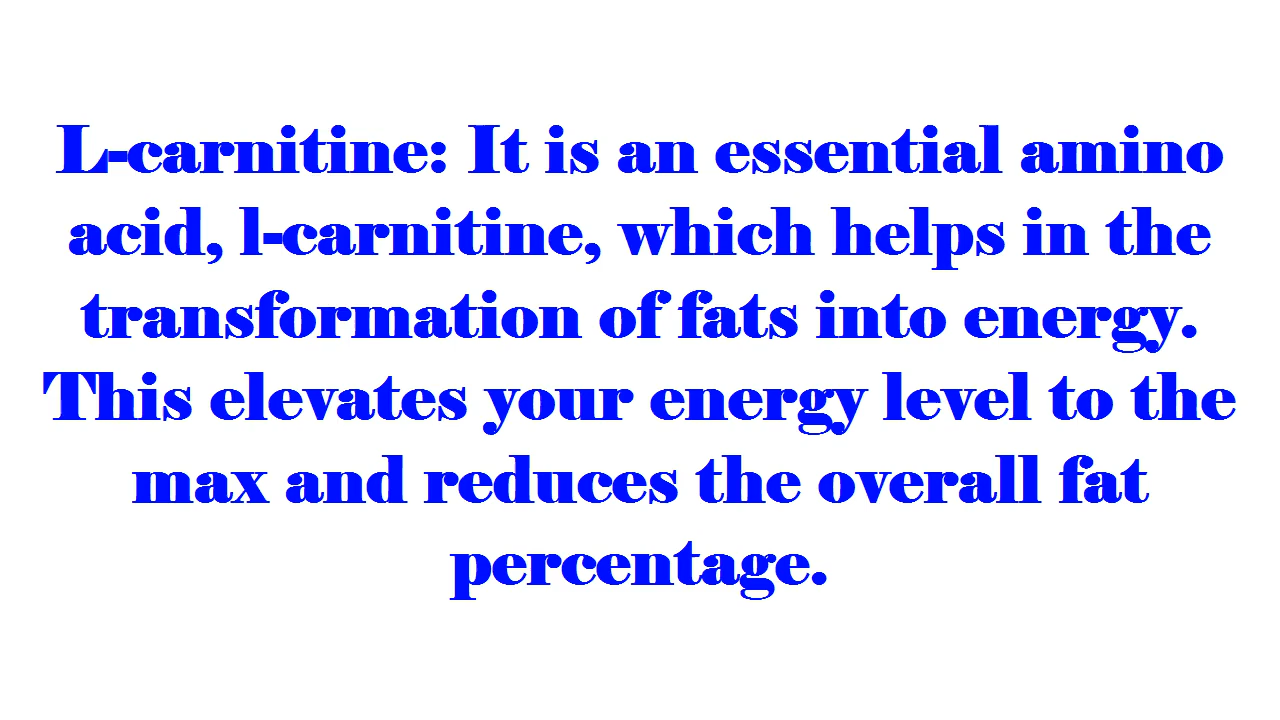 L-carnitine: It is an essential amino
acid, l-carnitine, which helps in the
transformation of fats into energy.
This elevates your energy level to the
max and reduces the overall fat
percentage.